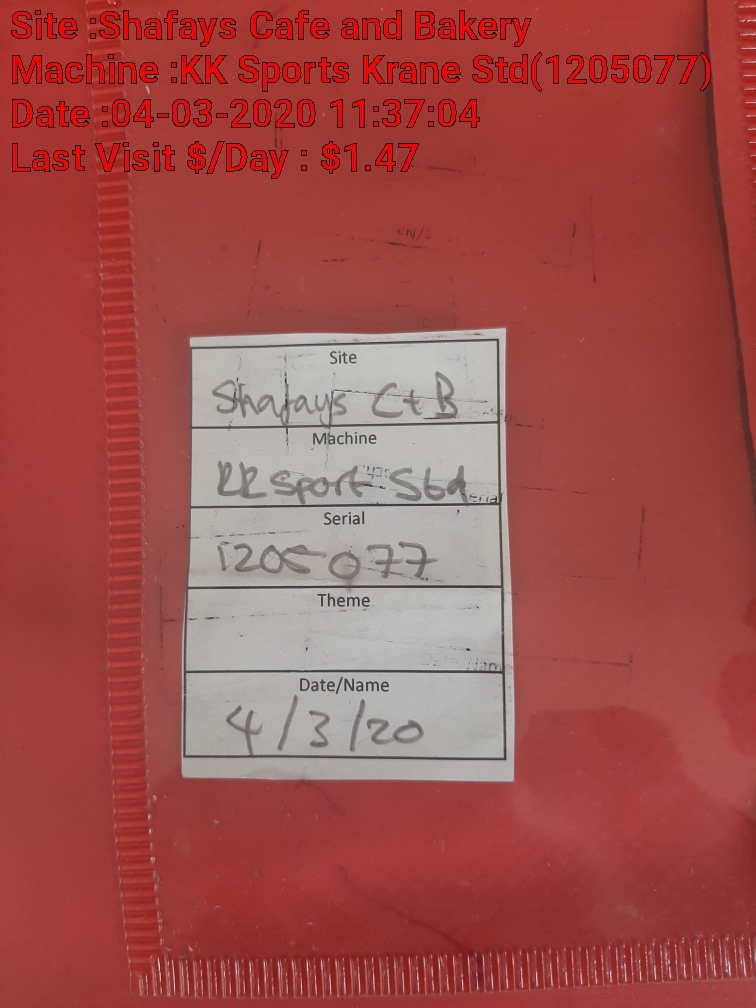 Site :Shafays Cafe and Bakery
Machine :KK Sports Krane Std(1205077)
Date :04-03-2020 11:37:04
Last Visit $/Day : $1.47
Site
Shafays C+B
Machine
KK Sport Std
Serial
1205077
Theme
Date/Name
4/3/20